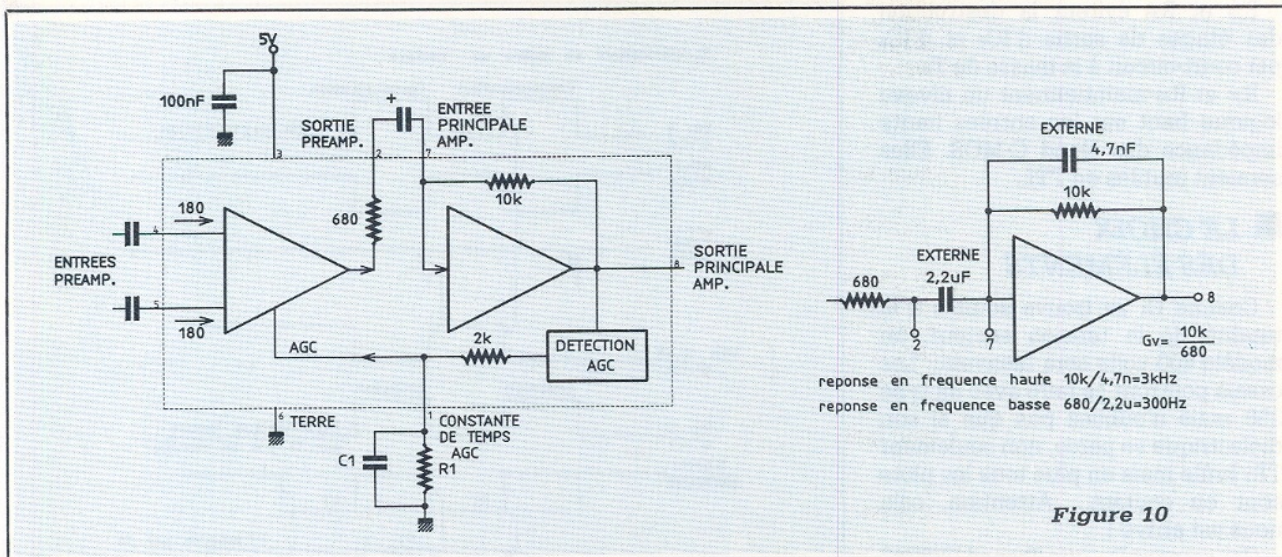 5V
100nF
SORTIE
PREAMP.
+
ENTREE
PRINCIPALE
AMP.
3
2
7
10k
680
180
4
ENTREES
PREAMP.
5
180
SORTIE
PRINCIPALE
AMP.
8
2k
DETECTION
AGC
AGC
6
TERRE
1
CONSTANTE
DE TEMPS
AGC
C1
R1
EXTERNE
4,7nF
10k
EXTERNE
2,2uF
680
2
7
8
Gv= 10k
680
reponse en frequence haute 10k/4,7n=3kHz
reponse en frequence basse 680/2,2u=300Hz
Figure 10